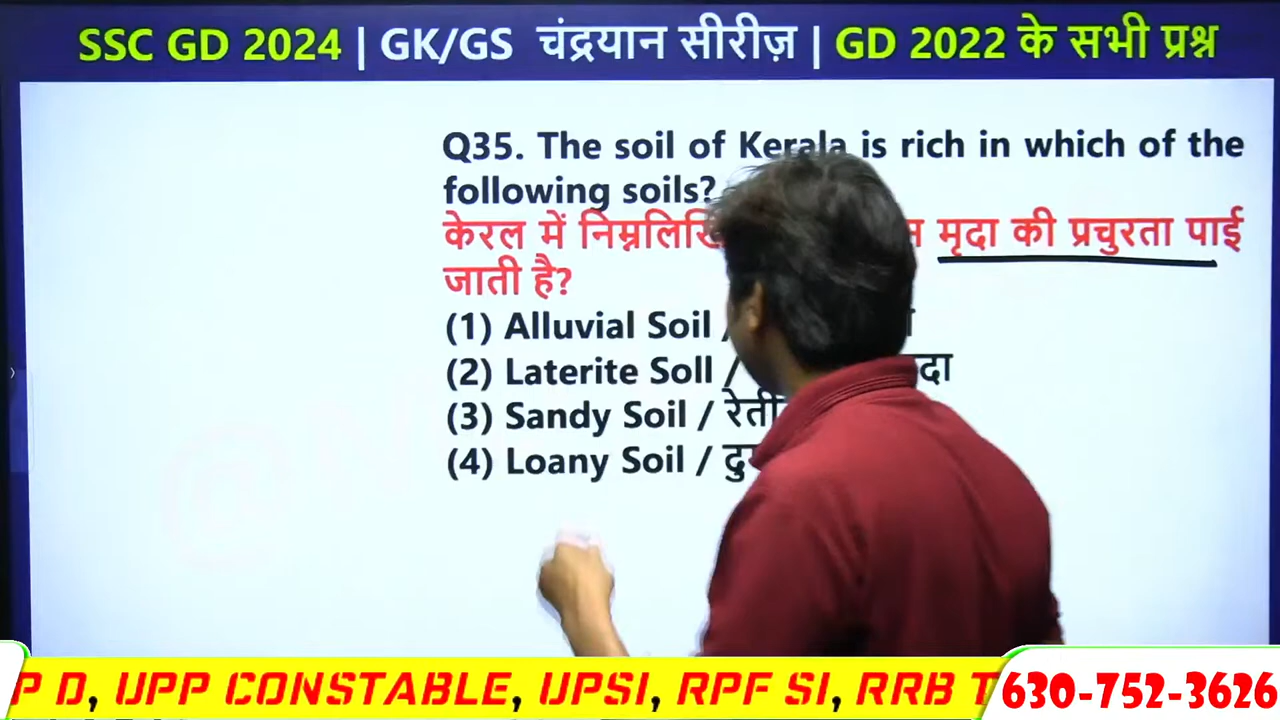 SSC GD 2024 | GK/GS चंद्रयान सीरीज़ | GD 2022 के सभी प्रश्न
Q35. The soil of Kerala is rich in which of the
following soils?
केरल में मृदा की प्रचुरता पाई
जाती है?
(1) Alluvial Soil /
(2) Laterite Soll /
(3) Sandy Soil / रेती
(4) Loany Soil /
P D, UPP CONSTABLE, UPSI, RPF SI, RRB
630-752-3626